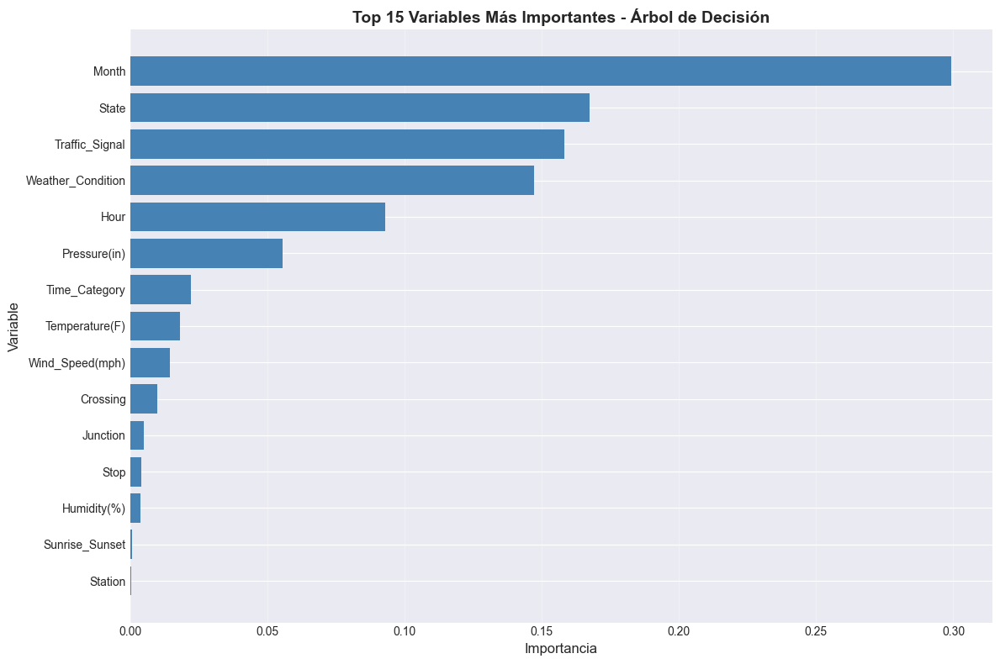 Top 15 Variables Más Importantes - Árbol de Decisión
Variable
Month
State
Traffic_Signal
Weather_Condition
Hour
Pressure(in)
Time_Category
Temperature(F)
Wind_Speed(mph)
Crossing
Junction
Stop
Humidity(%)
Sunrise_Sunset
Station
0.00 0.05 0.10 0.15 0.20 0.25 0.30
Importancia